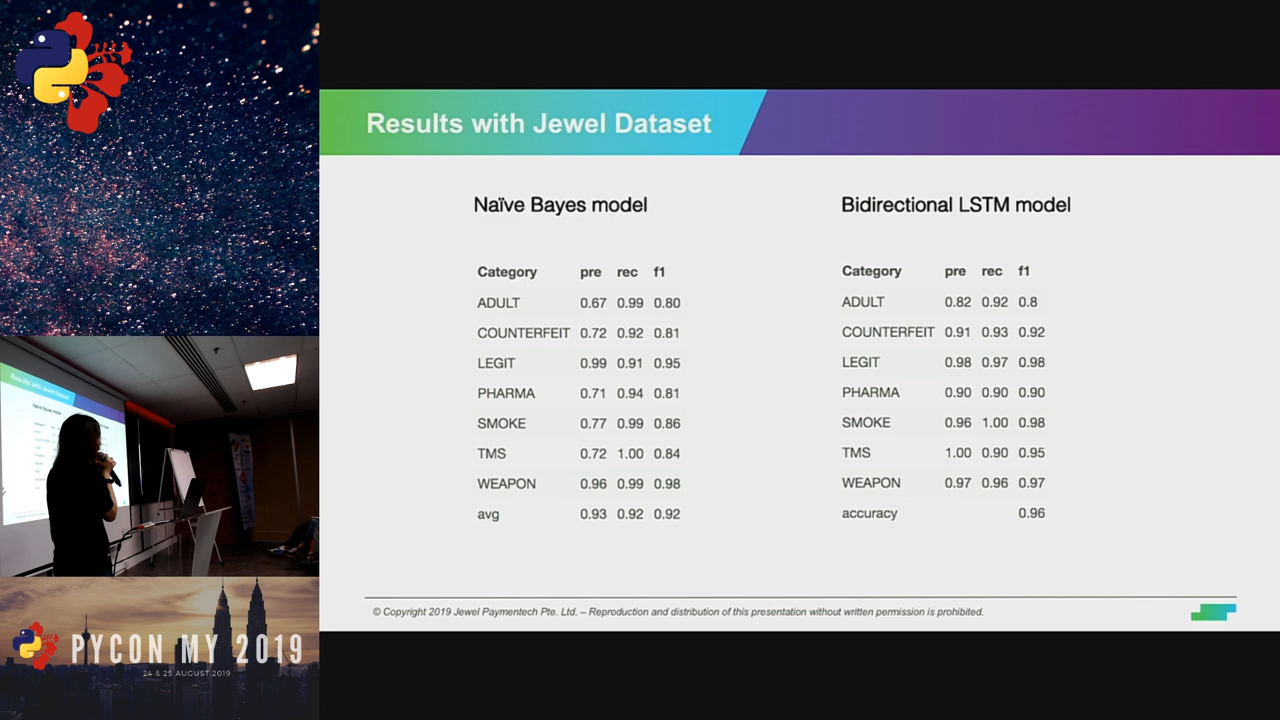 Results with Jewel Dataset
Naïve Bayes model
Category pre rec f1
ADULT 0.67 0.99 0.80
COUNTERFEIT 0.72 0.92 0.81
LEGIT 0.99 0.91 0.95
PHARMA 0.71 0.94 0.81
SMOKE 0.77 0.99 0.86
TMS 0.72 1.00 0.84
WEAPON 0.96 0.99 0.98
avg 0.93 0.92 0.92
Bidirectional LSTM model
Category pre rec f1
ADULT 0.82 0.92 0.8
COUNTERFEIT 0.91 0.93 0.92
LEGIT 0.98 0.97 0.98
PHARMA 0.90 0.90 0.90
SMOKE 0.96 1.00 0.98
TMS 1.00 0.90 0.95
WEAPON 0.97 0.96 0.97
accuracy 0.96
© Copyright 2019 Jewel Paymentech Pte. Ltd. – Reproduction and distribution of this presentation without written permission is prohibited.
Results with Jewel Dataset
Naïve Bayes model
PYCON MY 2019
24 & 25 AUGUST 2019